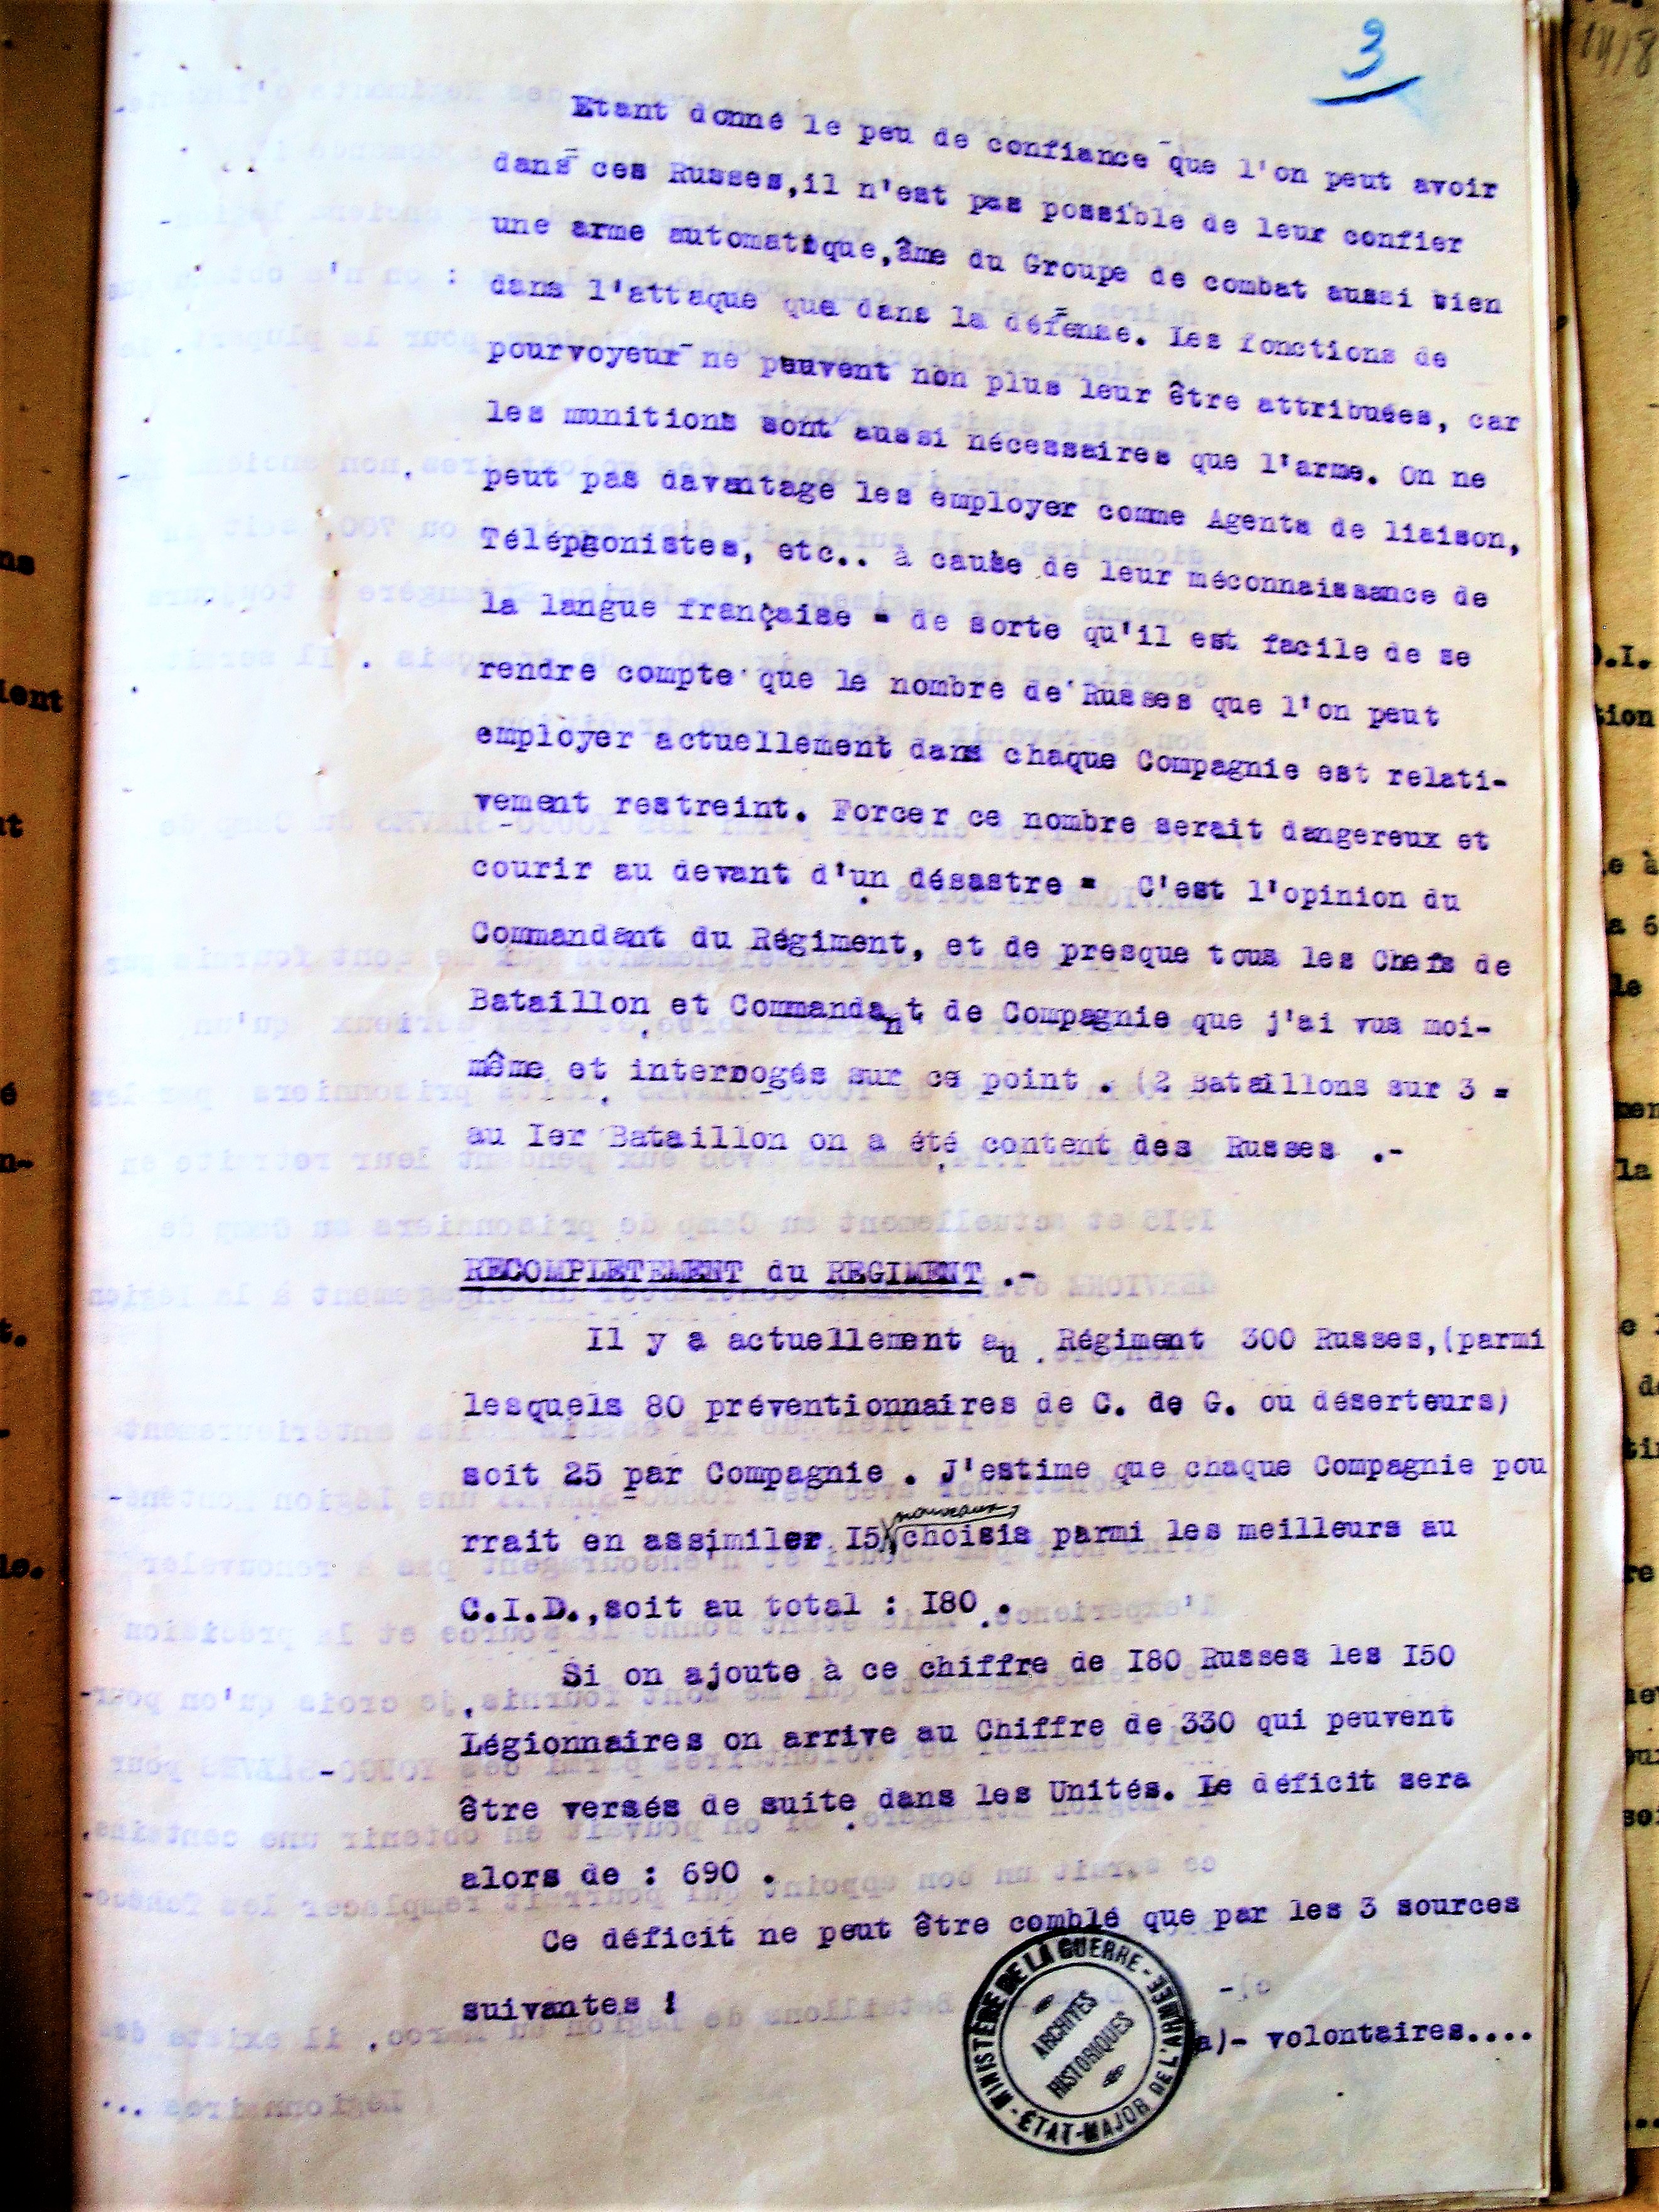 3
Etant donné le peu de confiance que l'on peut avoir
dans ces Russes,il n'est pas possible de leur confier
une arme automatique,âme du Groupe de combat aussi bien
dans l'attaque que dans la défense. Les fonctions de
pourvoyeur ne peuvent non plus leur être attribuées, car
les munitions sont aussi nécessaires que l'arme. On ne
peut pas davantage les employer comme Agents de liaison,
Téléphonistes, etc.. à cause de leur méconnaissance de
la langue française = de sorte qu'il est facile de se
rendre compte que le nombre de Russes que l'on peut
employer actuellement dans chaque Compagnie est relati-
vement restreint. Forcer ce nombre serait dangereux et
courir au devant d'un désastre = C'est l'opinion du
Commandant du Régiment, et de presque tous les Chefs de
Bataillon et Commandant de Compagnie que j'ai vus moi-
même et interrogés sur ce point . (2 Bataillons sur 3 =
au Ier Bataillon on a été content des Russes .-
RECOMPLETEMENT du REGIMENT .-
Il y a actuellement au Régiment 300 Russes,(parmi
lesquels 80 préventionnaires de C. de G. ou déserteurs)
soit 25 par Compagnie . J'estime que chaque Compagnie pou
nouveaux
rrait en assimiler I5 choisis parmi les meilleurs au
C.I.D.,soit au total : I80 .
Si on ajoute à ce chiffre de I80 Russes les I50
Légionnaires on arrive au Chiffre de 330 qui peuvent
être versés de suite dans les Unités. Le déficit sera
alors de : 690 .
Ce déficit ne peut être comblé que par les 3 sources
suivantes :
a)- volontaires....
MINISTÈRE DE LA GUERRE - ÉTAT-MAJOR DE L'ARMÉE -
ARCHIVES
HISTORIQUES
1918
ns
ient
nt
é
n-
t.
le.
.I.
tion
e à
a 6
le
la
de
re